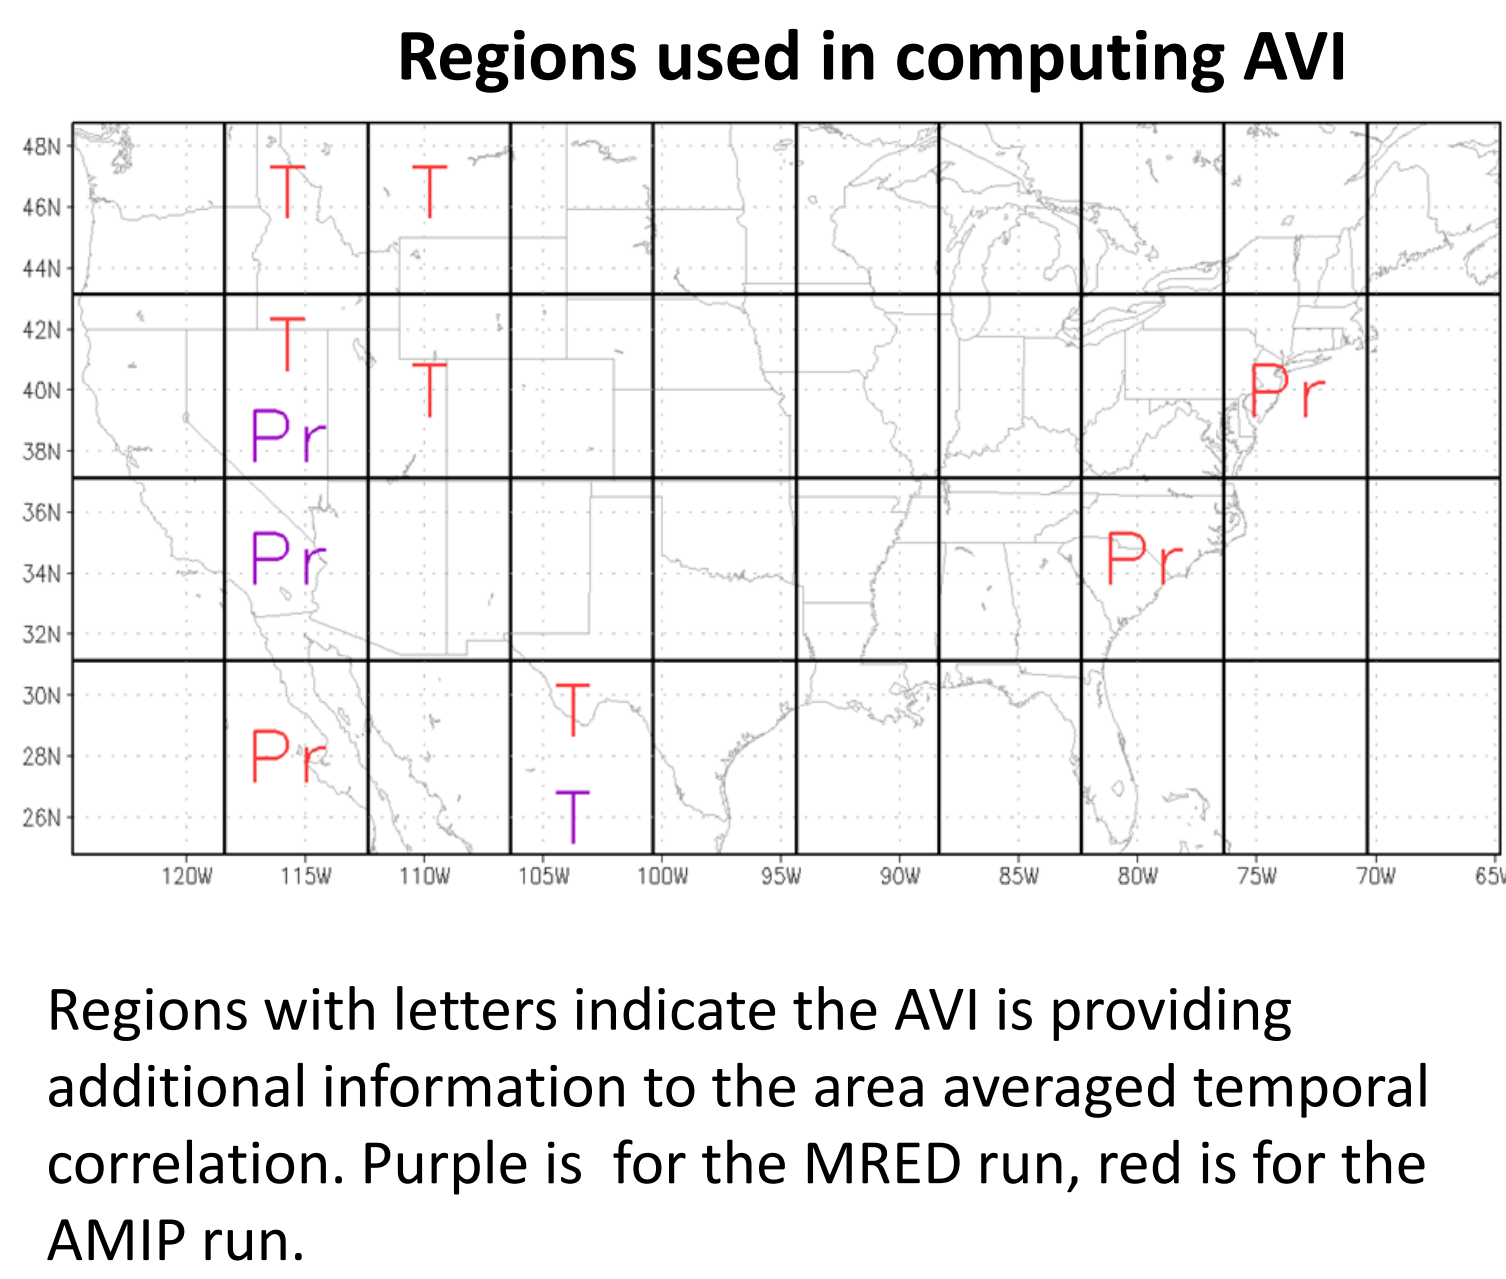 Regions used in computing AVI
48N
T T
46N
44N
42N
T
T
40N
Pr
Pr
38N
36N
Pr
Pr
34N
32N
30N
T
Pr
28N
T
26N
120W 115W 110W 105W 100W 95W 90W 85W 80W 75W 70W 65W
Regions with letters indicate the AVI is providing
additional information to the area averaged temporal
correlation. Purple is  for the MRED run, red is for the
AMIP run.